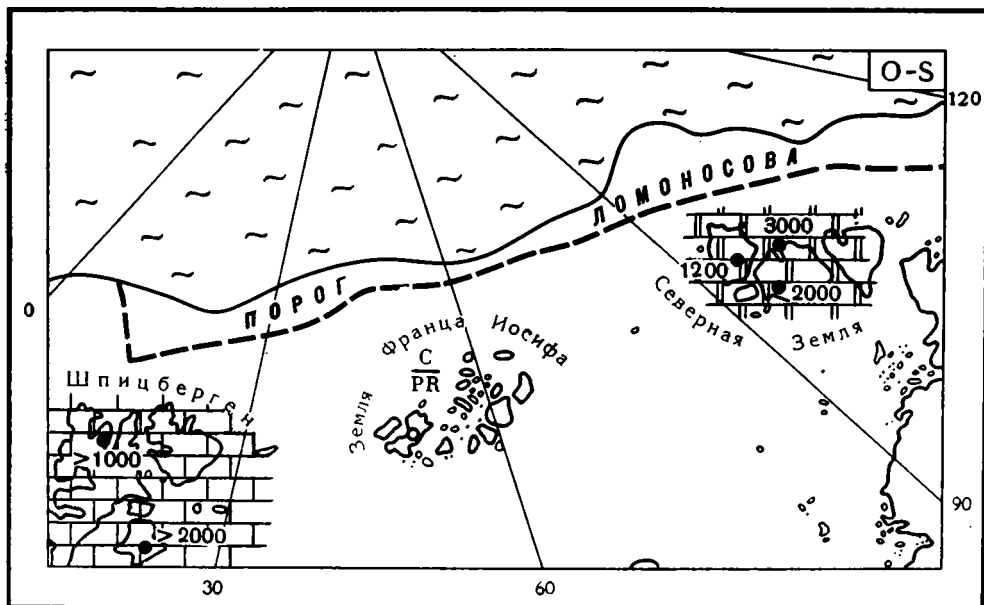 O-S
120
ПОРОГ ЛОМОНОСОВА
3000
1200
2000
0
Северная Земля
Земля Франца Иосифа
C
PR
Шпицберген
>1000
>2000
90
30
60